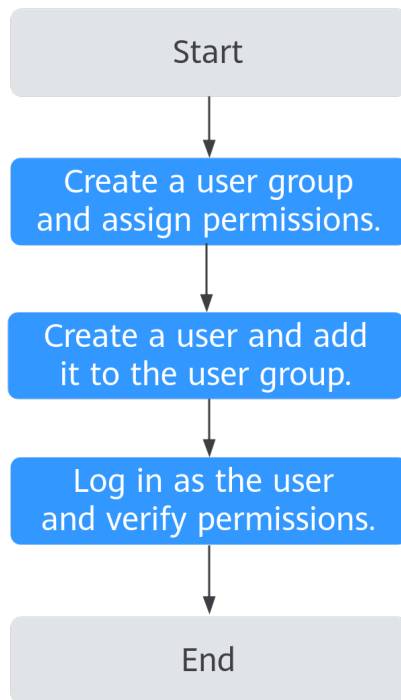 Start
Create a user group
and assign permissions.
Create a user and add
it to the user group.
Log in as the user
and verify permissions.
End